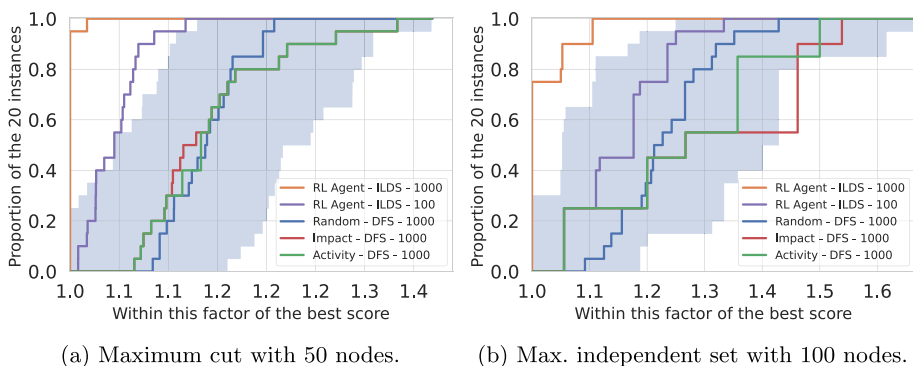 Proportion of the 20 instances
1.0
0.8
0.6
0.4
0.2
0.0
RL Agent – ILDS – 1000
RL Agent – ILDS – 100
Random – DFS – 1000
Impact – DFS – 1000
Activity – DFS – 1000
1.0 1.1 1.1 1.2 1.2 1.2 1.3 1.4
Within this factor of the best score
(a) Maximum cut with 50 nodes.
Proportion of the 20 instances
1.0
0.8
0.6
0.4
0.2
0.0
RL Agent – ILDS – 1000
RL Agent – ILDS – 100
Random – DFS – 1000
Impact – DFS – 1000
Activity – DFS – 1000
1.0 1.1 1.2 1.3 1.4 1.5 1.6
Within this factor of the best score
(b) Max. independent set with 100 nodes.